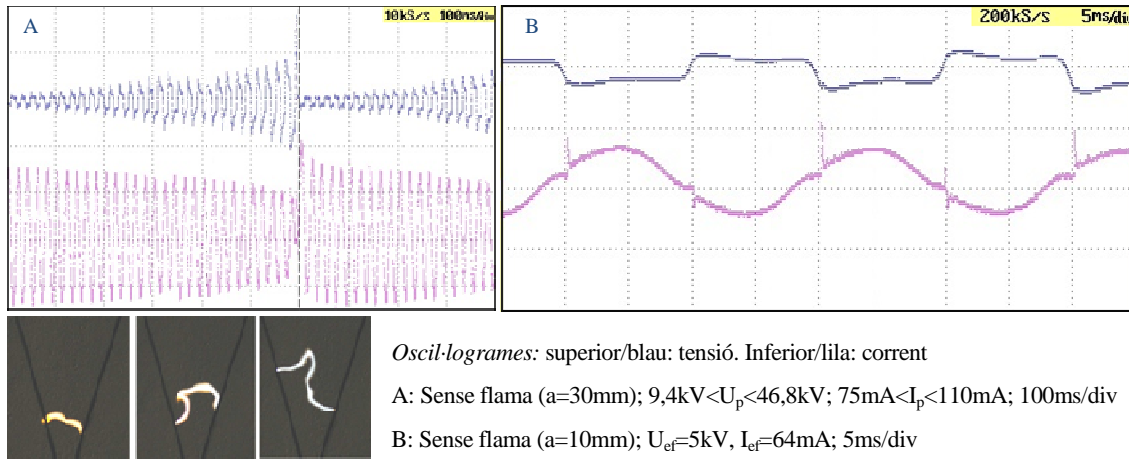 A
10kS/s 100ms/div
B
200kS/s 5ms/div
Oscil·logrames: superior/blau: tensió. Inferior/lila: corrent
A: Sense flama (a=30mm); 9,4kV<Up<46,8kV; 75mA<Ip<110mA; 100ms/div
B: Sense flama (a=10mm); Uef=5kV, Ief=64mA; 5ms/div